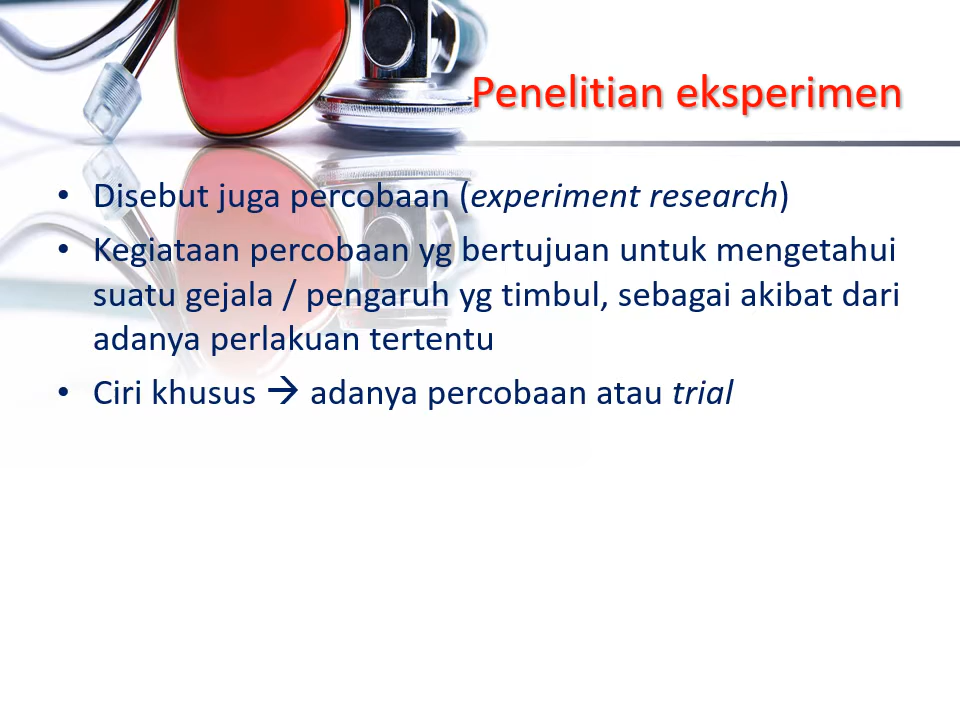 Penelitian eksperimen
• Disebut juga percobaan (experiment research)
• Kegiataan percobaan yg bertujuan untuk mengetahui
suatu gejala / pengaruh yg timbul, sebagai akibat dari
adanya perlakuan tertentu
• Ciri khusus → adanya percobaan atau trial